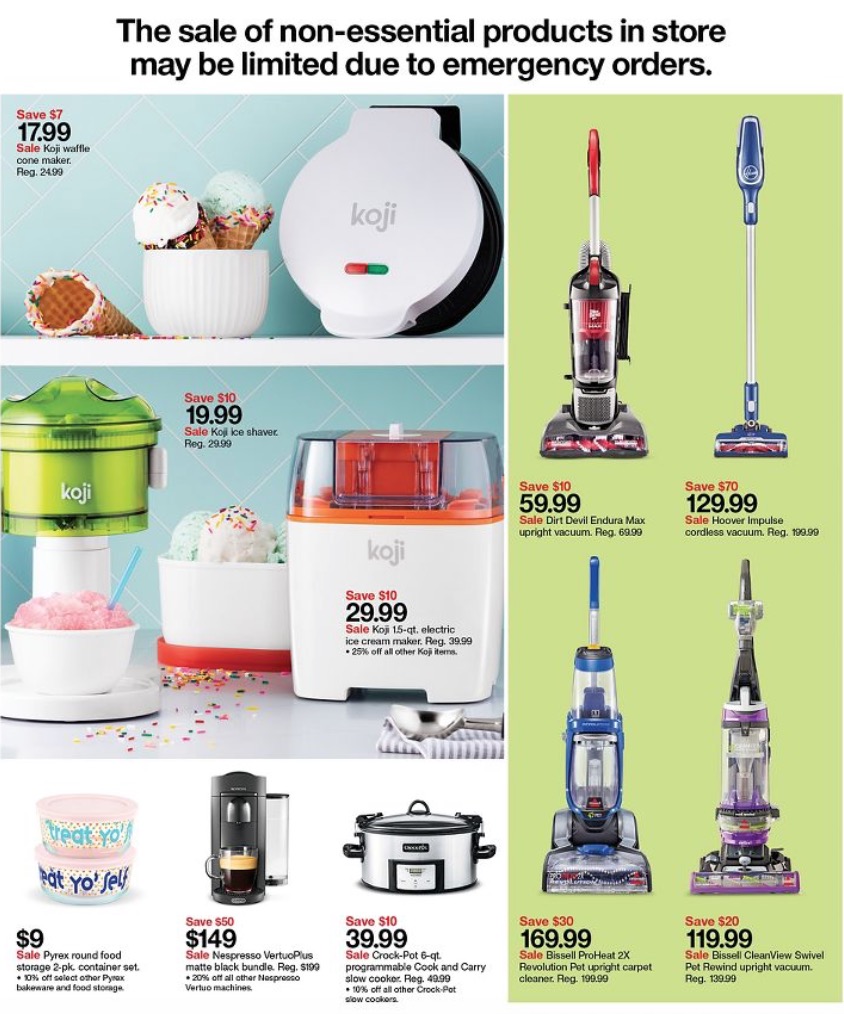 The sale of non-essential products in store
may be limited due to emergency orders.
Save $7
17.99
Sale Koji waffle
cone maker.
Reg. 24.99
koji
Save $10
19.99
Sale Koji ice shaver.
Reg. 29.99
koji
koji
Save $10
29.99
Sale Koji 1.5-qt. electric
ice cream maker. Reg. 39.99
• 25% off all other Koji items.
Save $10
59.99
Sale Dirt Devil Endura Max
upright vacuum. Reg. 69.99
Save $70
129.99
Sale Hoover Impulse
cordless vacuum. Reg. 199.99
treat yo' s
eat yo' self
$9
Sale Pyrex round food
storage 2-pk. container set.
• 10% off select other Pyrex
bakeware and food storage.
Save $50
$149
Sale Nespresso VertuoPlus
matte black bundle. Reg. $199
• 20% off all other Nespresso
Vertuo machines.
Crock-Pot
Save $10
39.99
Sale Crock-Pot 6-qt.
programmable Cook and Carry
slow cooker. Reg. 49.99
• 10% off all other Crock-Pot
slow cookers.
Save $30
169.99
Sale Bissell ProHeat 2X
Revolution Pet upright carpet
cleaner. Reg. 199.99
Save $20
119.99
Sale Bissell CleanView Swivel
Pet Rewind upright vacuum.
Reg. 139.99